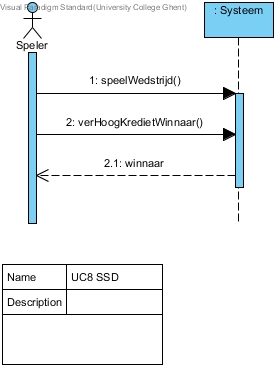 Visual Paradigm Standard(University College Ghent)
: Systeem
Speler
1: speelWedstrijd()
2: verHoogKredietWinnaar()
2.1: winnaar
Name UC8 SSD
Description